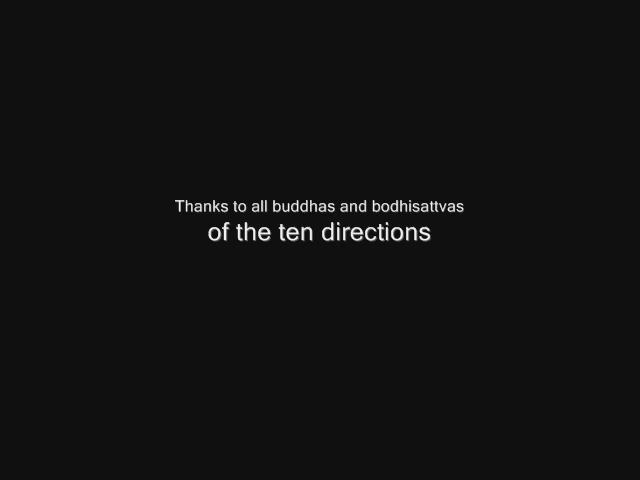 Thanks to all buddhas and bodhisattvas
of the ten directions